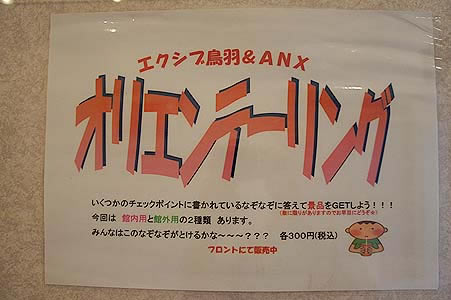 エクシブ鳥羽&ANX
オリエンテーリング
いくつかのチェックポイントに書かれているなぞなぞに答えて景品をGETしよう!!!
(数に限りがありますのでお早目にどうぞ☆)
今回は 館内用と館外用の2種類 あります。
みんなはこのなぞなぞがとけるかな~~~??? 各300円(税込)
フロントにて販売中